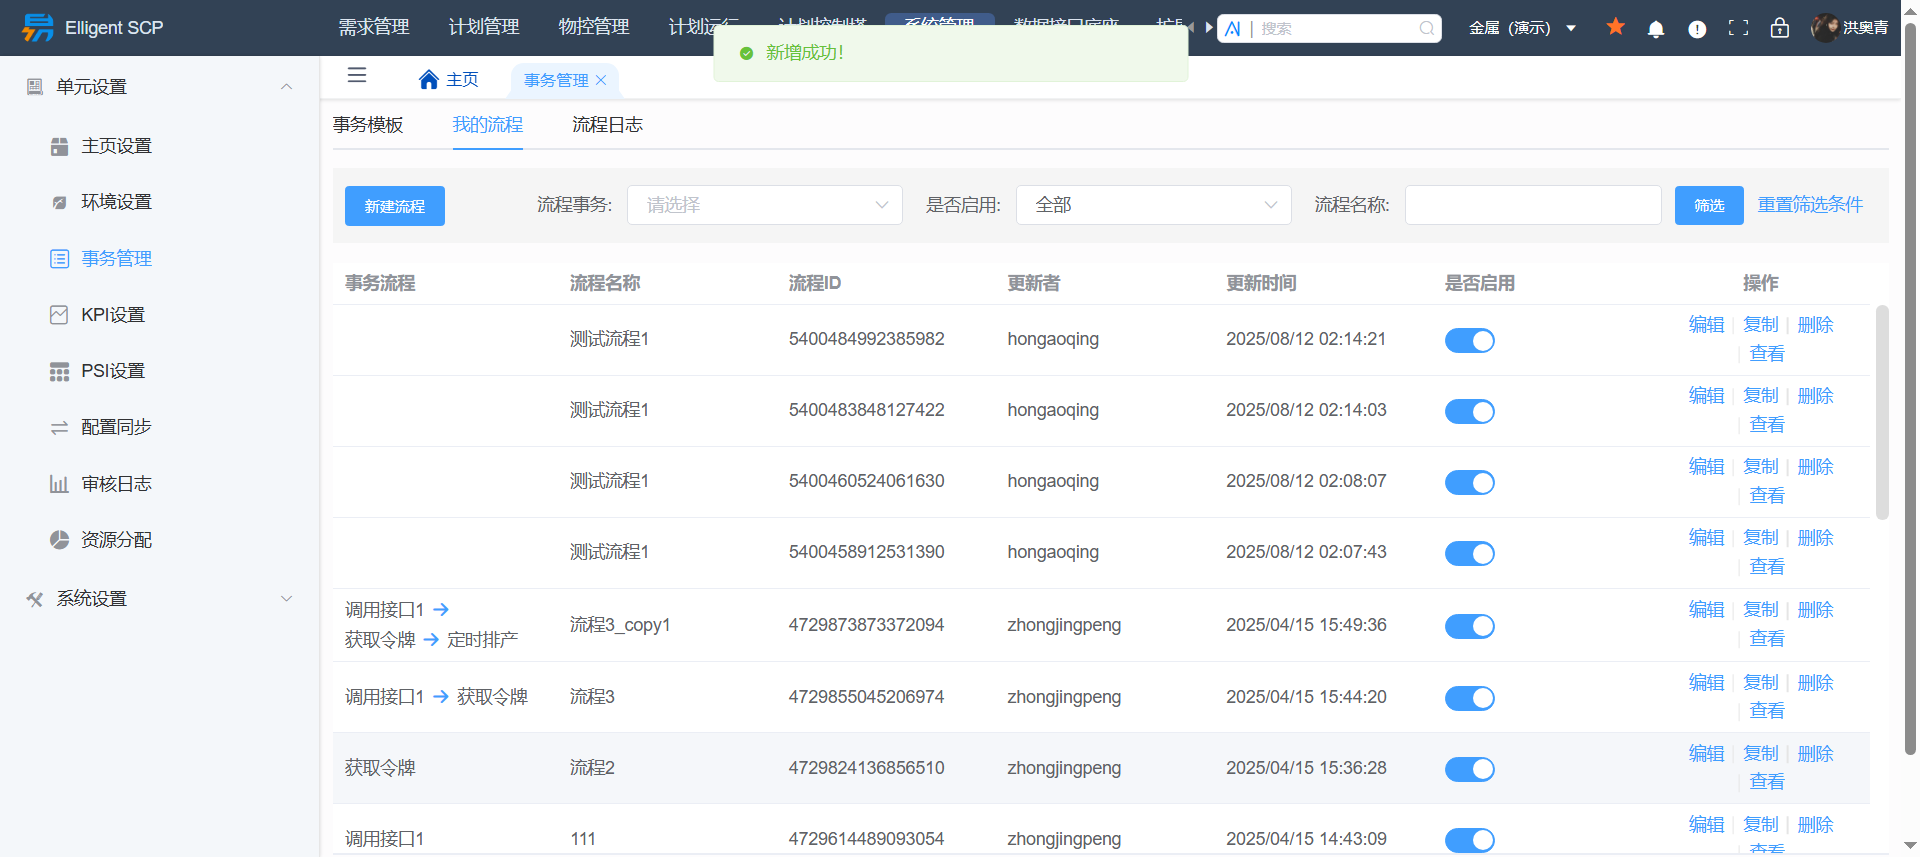 Elligent SCP
需求管理
计划管理
物控管理
计划运行
计划控制塔
系统管理
数据接口底座
搜索
金属（演示）
洪奥青
新增成功！
单元设置
主页设置
环境设置
事务管理
KPI设置
PSI设置
配置同步
审核日志
资源分配
系统设置
主页
事务管理
事务模板
我的流程
流程日志
新建流程
流程事务:
请选择
是否启用:
全部
流程名称:
筛选
重置筛选条件
事务流程 流程名称 流程ID 更新者 更新时间 是否启用 操作
测试流程1 5400484992385982 hongaoqing 2025/08/12 02:14:21 编辑 复制 删除
查看
测试流程1 5400483848127422 hongaoqing 2025/08/12 02:14:03 编辑 复制 删除
查看
测试流程1 5400460524061630 hongaoqing 2025/08/12 02:08:07 编辑 复制 删除
查看
测试流程1 5400458912531390 hongaoqing 2025/08/12 02:07:43 编辑 复制 删除
查看
调用接口1 →
获取令牌 → 定时排产 流程3_copy1 4729873873372094 zhongjingpeng 2025/04/15 15:49:36 编辑 复制 删除
查看
调用接口1 → 获取令牌 流程3 4729855045206974 zhongjingpeng 2025/04/15 15:44:20 编辑 复制 删除
查看
获取令牌 流程2 4729824136856510 zhongjingpeng 2025/04/15 15:36:28 编辑 复制 删除
查看
调用接口1 111 4729614489093054 zhongjingpeng 2025/04/15 14:43:09 编辑 复制 删除
查看